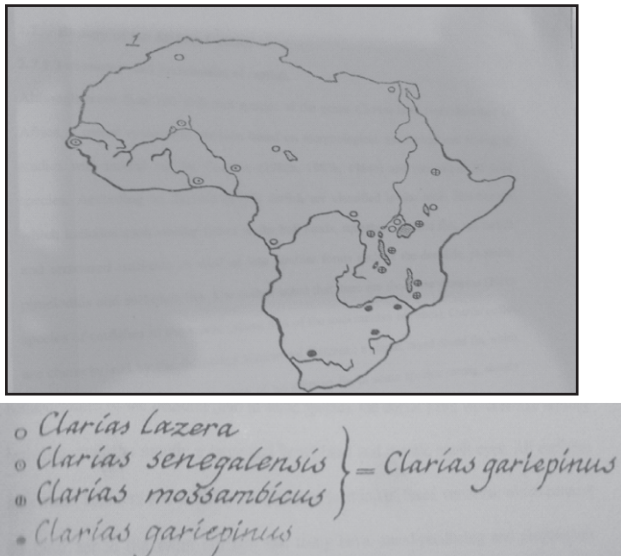 1
Clarias Lazera
Clarias senegalensis
= Clarias gariepinus
Clarias mossambicus
Clarias gariepinus